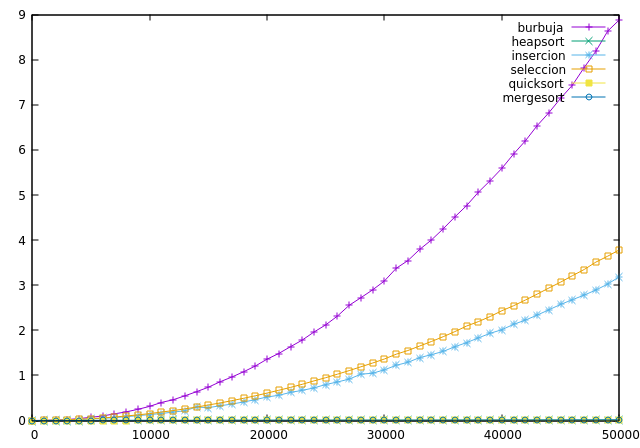 9
8
7
6
5
4
3
2
1
0
0 10000 20000 30000 40000 50000
burbuja
heapsort
insercion
seleccion
quicksort
mergesort